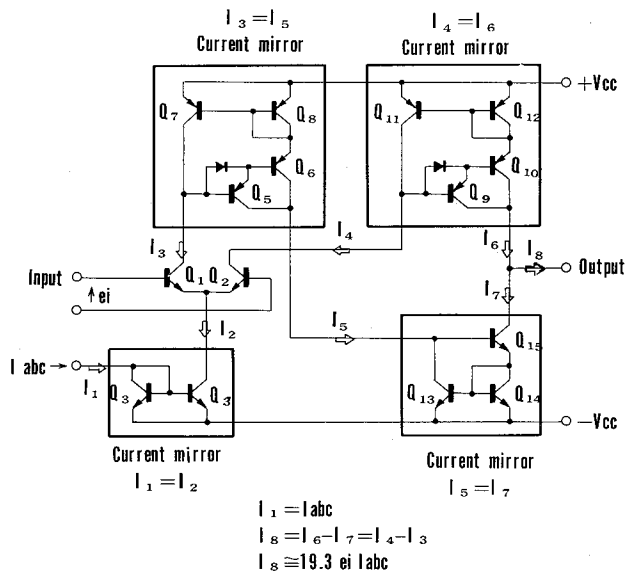 I 3 = I 5
Current mirror
I 4 = I 6
Current mirror
+Vcc
Q 7
Q 8
Q 11
Q 12
Q 6
Q 10
Q 5
Q 9
I 3
I 4
I 6
I 8
Output
Input
ei
Q 1
Q 2
I 7
I 2
I 5
Q 15
I abc
I 1
Q 3
Q 3
Q 13
Q 14
−Vcc
Current mirror
I 1 = I 2
Current mirror
I 5 = I 7
I 1 = Iabc
I 8 = I 6 − I 7 = I 4 − I 3
I 8 ≅ 19.3 ei Iabc